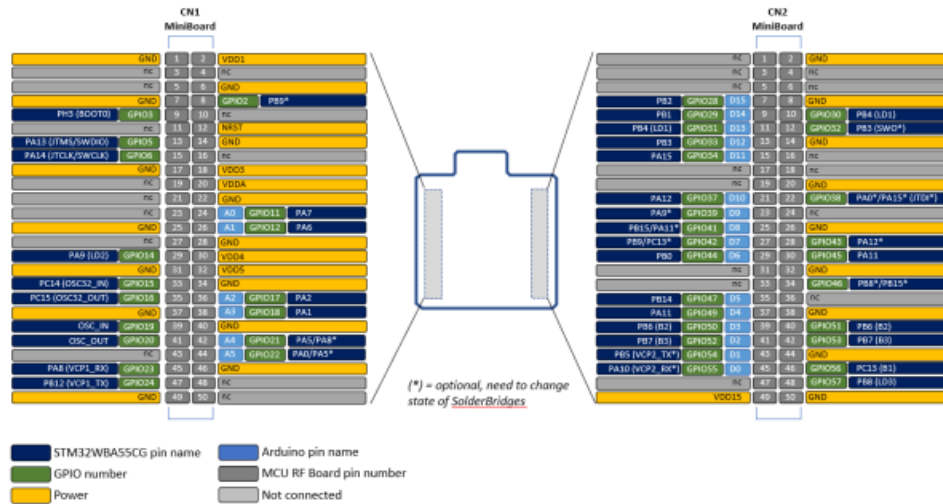 CN1
MiniBoard
GND 1 2 VDD1
nc 3 4 nc
nc 5 6 GND
GND 7 8 GPIO2 PB9*
PH3 (BOOT0) GPIO3 9 10 nc
nc 11 12 NRST
PA13 (JTMS/SWDIO) GPIO5 13 14 GND
PA14 (JTCLK/SWCLK) GPIO6 15 16 nc
GND 17 18 VDD3
nc 19 20 VDDA
nc 21 22 GND
nc 23 24 A0 GPIO11 PA7
GND 25 26 A1 GPIO12 PA6
nc 27 28 GND
PA9 (LD2) GPIO14 29 30 VDD4
GND 31 32 VDD5
PC14 (OSC32_IN) GPIO15 33 34 GND
PC15 (OSC32_OUT) GPIO16 35 36 A2 GPIO17 PA2
GND 37 38 A3 GPIO18 PA1
OSC_IN GPIO19 39 40 GND
OSC_OUT GPIO20 41 42 A4 GPIO21 PA5/PA8*
nc 43 44 A5 GPIO22 PA0/PA5*
PA8 (VCP1_RX) GPIO23 45 46 GND
PB12 (VCP1_TX) GPIO24 47 48 nc
GND 49 50 nc
CN2
MiniBoard
nc 1 2 GND
nc 3 4 nc
nc 5 6 nc
PB2 GPIO28 D15 7 8 GND
PB1 GPIO29 D14 9 10 GPIO30 PB4 (LD1)
PB4 (LD1) GPIO31 D13 11 12 GPIO32 PB3 (SWO*)
PB3 GPIO33 D12 13 14 GND
PA15 GPIO34 D11 15 16 nc
nc 17 18 nc
nc 19 20 GND
PA12 GPIO37 D10 21 22 GPIO38 PA0*/PA15* (JTDI*)
PA9* GPIO39 D9 23 24 nc
PB15/PA11* GPIO41 D8 25 26 GND
PB9/PC13* GPIO42 D7 27 28 GPIO43 PA12*
PB0 GPIO44 D6 29 30 GPIO45 PA11
nc 31 32 GND
nc 33 34 GPIO46 PB8*/PB15*
PB14 GPIO47 D5 35 36 nc
PA11 GPIO49 D4 37 38 GND
PB6 (B2) GPIO50 D3 39 40 GPIO51 PB6 (B2)
PB7 (B3) GPIO52 D2 41 42 GPIO53 PB7 (B3)
PB5 (VCP2_TX*) GPIO54 D1 43 44 GND
PA10 (VCP2_RX*) GPIO55 D0 45 46 GPIO56 PC13 (B1)
nc 47 48 GPIO57 PB8 (LD3)
VDD15 49 50 GND
(*) = optional, need to change
state of SolderBridges
STM32WBA55CG pin name
GPIO number
Power
Arduino pin name
MCU RF Board pin number
Not connected